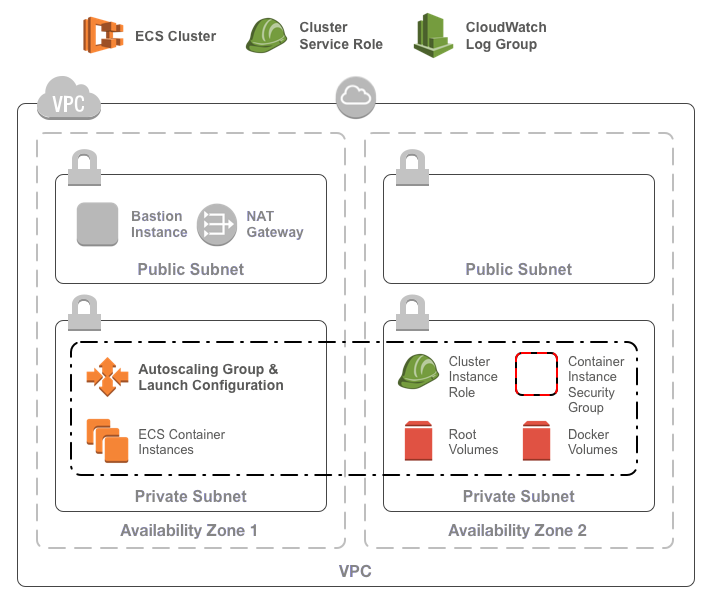 ECS Cluster
Cluster
Service Role
CloudWatch
Log Group
VPC
Bastion
Instance
NAT
Gateway
Public Subnet
Public Subnet
Autoscaling Group &
Launch Configuration
ECS Container
Instances
Private Subnet
Cluster
Instance
Role
Container
Instance
Security
Group
Root
Volumes
Docker
Volumes
Private Subnet
Availability Zone 1
Availability Zone 2
VPC